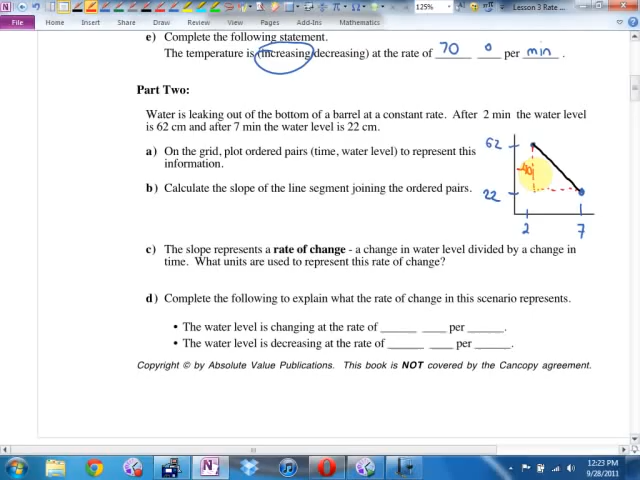 File Home Insert Draw Review View Page Add-Ins Mathematics
125% Lesson 3 Rate ...
e) Complete the following statement.
The temperature is (increasing/decreasing) at the rate of 70 ° per min .
Part Two:
Water is leaking out of the bottom of a barrel at a constant rate. After 2 min the water level
is 62 cm and after 7 min the water level is 22 cm.
a) On the grid, plot ordered pairs (time, water level) to represent this
information.
b) Calculate the slope of the line segment joining the ordered pairs.
62
-40
22
2 7
c) The slope represents a rate of change - a change in water level divided by a change in
time. What units are used to represent this rate of change?
d) Complete the following to explain what the rate of change in this scenario represents.
• The water level is changing at the rate of ______ ____ per ______.
• The water level is decreasing at the rate of ______ ____ per ______.
Copyright © by Absolute Value Publications. This book is NOT covered by the Cancopy agreement.
12:23 PM
9/28/2011